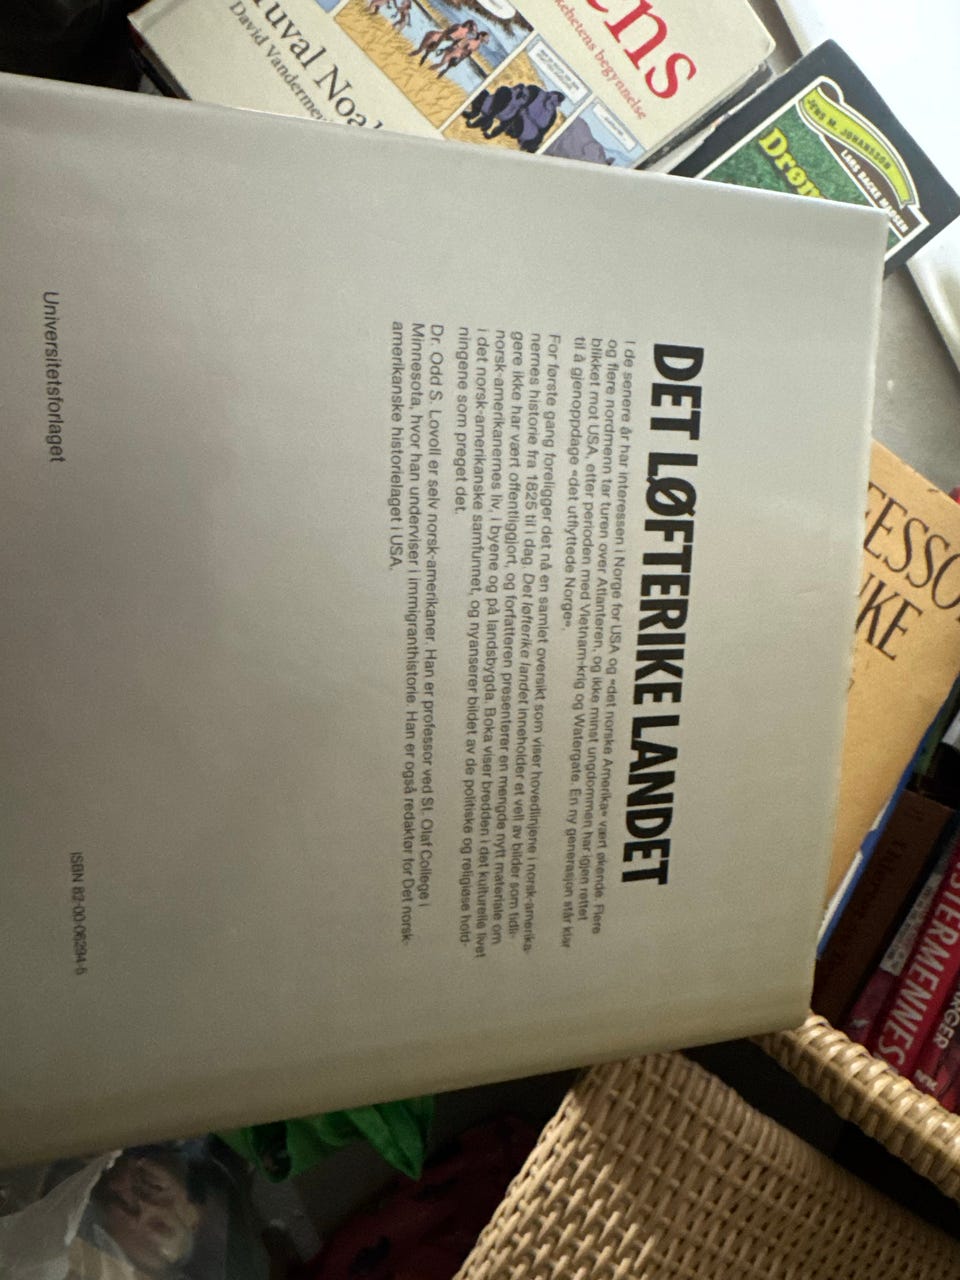 DET LØFTERIKE LANDET
I de senere år har interessen i Norge for USA og «det norske Amerika» vært økende. Flere
og flere nordmenn tar turen over Atlanteren, og ikke minst ungdommen har igjen rettet
blikket mot USA, etter perioden med Vietnam-krig og Watergate. En ny generasjon står klar
til å gjenoppdage «det utflyttede Norge».
For første gang foreligger det nå en samlet oversikt som viser hovedlinjene i norsk-amerika-
nernes historie fra 1825 til i dag. Det løfterike landet inneholder et vell av bilder som tidli-
gere ikke har vært offentliggjort, og forfatteren presenterer en mengde nytt materiale om
norsk-amerikanernes liv, i byene og på landsbygda. Boka viser bredden i det kulturelle livet
i det norsk-amerikanske samfunnet, og nyanserer bildet av de politiske og religiøse hold-
ningene som preget det.
Dr. Odd S. Lovoll er selv norsk-amerikaner. Han er professor ved St. Olaf College i
Minnesota, hvor han underviser i immigranthistorie. Han er også redaktør for Det norsk-
amerikanske historielaget i USA.
Universitetsforlaget
ISBN 82-00-06294-5
ens
begynnelse
uval Noa
David Vanderme
JENS M. JOHANSSON
LARS BACKE MADSEN
Drøm
ESSO
KE
STERMENNES